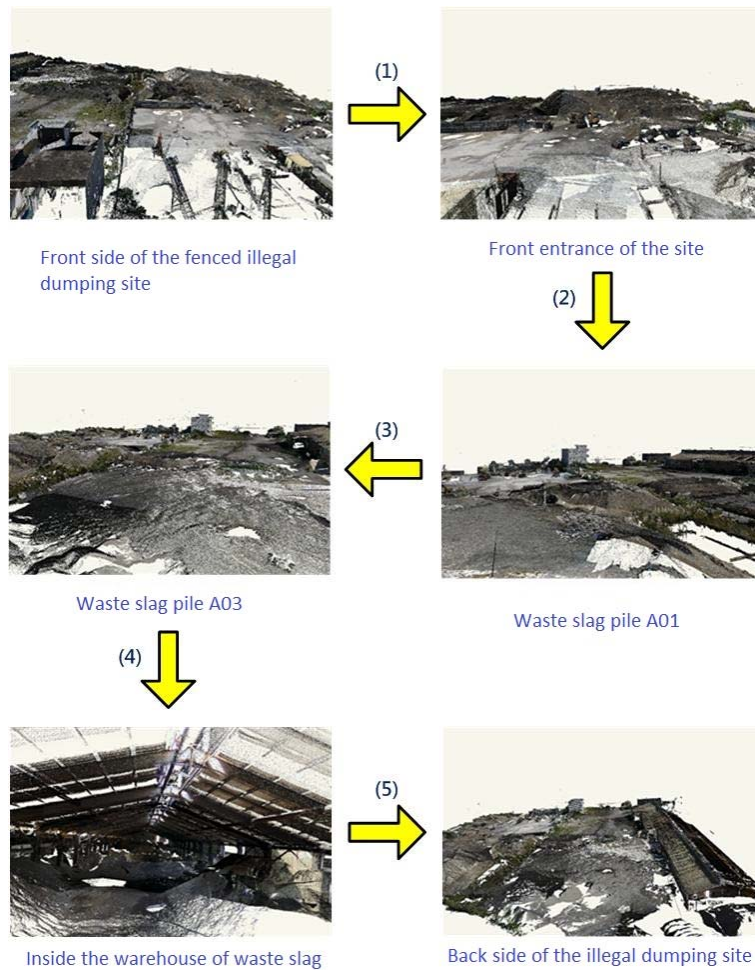 (1)
Front side of the fenced illegal
dumping site
Front entrance of the site
(2)
(3)
Waste slag pile A03
Waste slag pile A01
(4)
(5)
Inside the warehouse of waste slag
Back side of the illegal dumping site